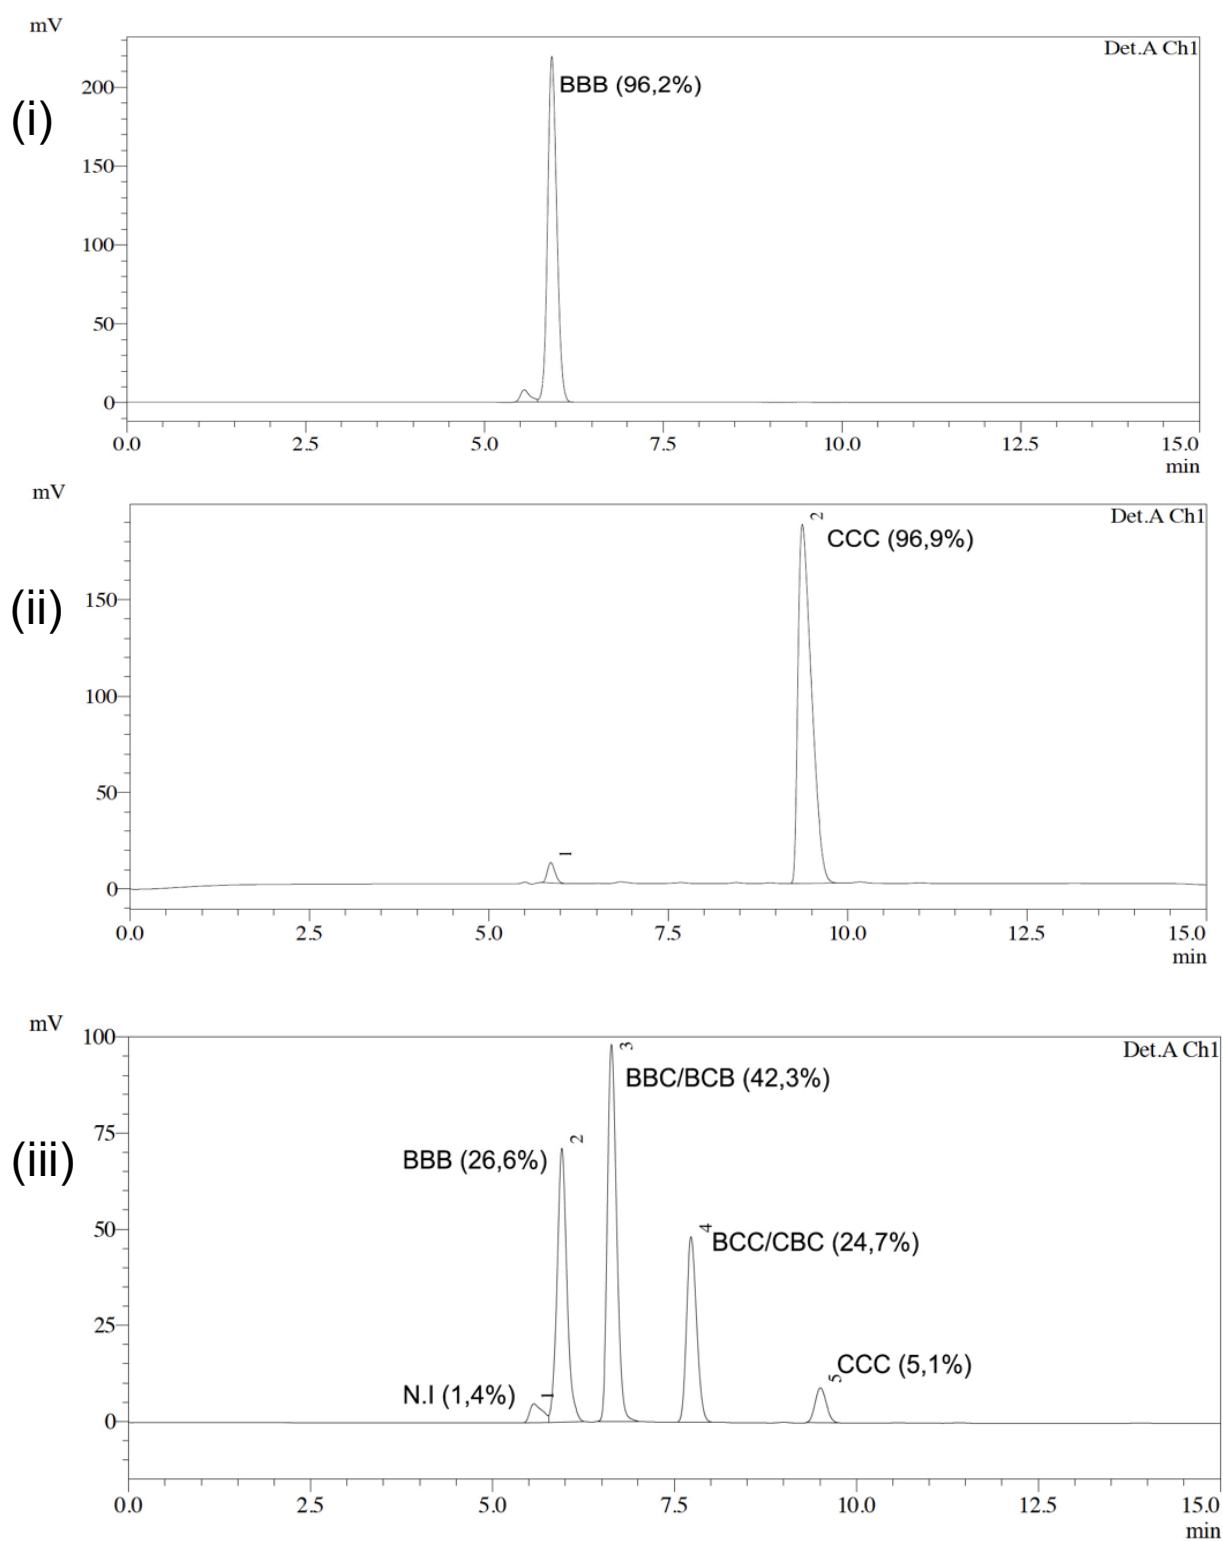 mV
Det.A Ch1
(i)
BBB (96,2%)
200
150
100
50
0
0.0 2.5 5.0 7.5 10.0 12.5 15.0
min
mV
Det.A Ch1
(ii)
2
CCC (96,9%)
150
100
50
1
0
0.0 2.5 5.0 7.5 10.0 12.5 15.0
min
mV
100
Det.A Ch1
3
BBC/BCB (42,3%)
75
2
(iii)
BBB (26,6%)
50
4
BCC/CBC (24,7%)
25
5
CCC (5,1%)
N.I (1,4%)
1
0
0.0 2.5 5.0 7.5 10.0 12.5 15.0
min